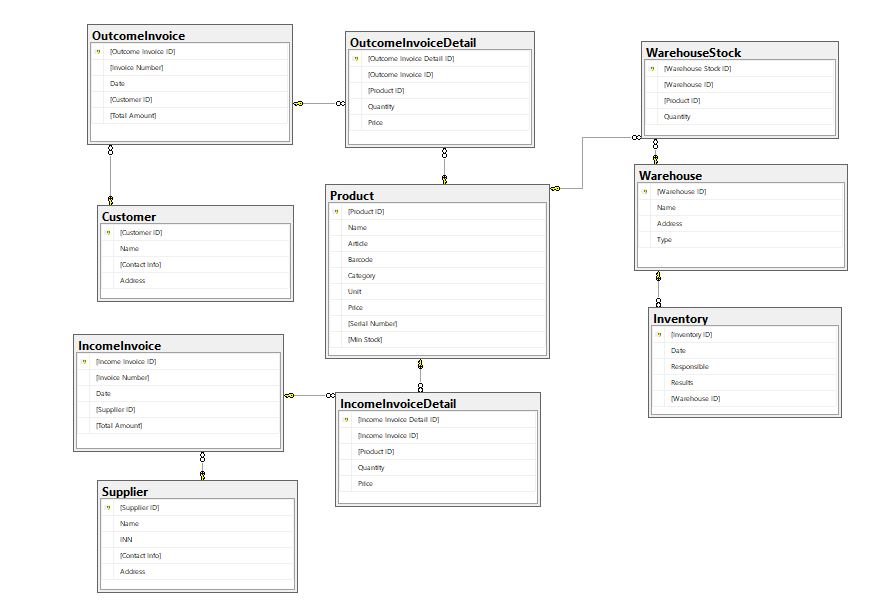 OutcomeInvoice
[Outcome Invoice ID]
[Invoice Number]
Date
[Customer ID]
[Total Amount]
OutcomeInvoiceDetail
[Outcome Invoice Detail ID]
[Outcome Invoice ID]
[Product ID]
Quantity
Price
WarehouseStock
[Warehouse Stock ID]
[Warehouse ID]
[Product ID]
Quantity
Customer
[Customer ID]
Name
[Contact Info]
Address
Product
[Product ID]
Name
Article
Barcode
Category
Unit
Price
[Serial Number]
[Min Stock]
Warehouse
[Warehouse ID]
Name
Address
Type
Inventory
[Inventory ID]
Date
Responsible
Results
[Warehouse ID]
IncomeInvoice
[Income Invoice ID]
[Invoice Number]
Date
[Supplier ID]
[Total Amount]
IncomeInvoiceDetail
[Income Invoice Detail ID]
[Income Invoice ID]
[Product ID]
Quantity
Price
Supplier
[Supplier ID]
Name
INN
[Contact Info]
Address